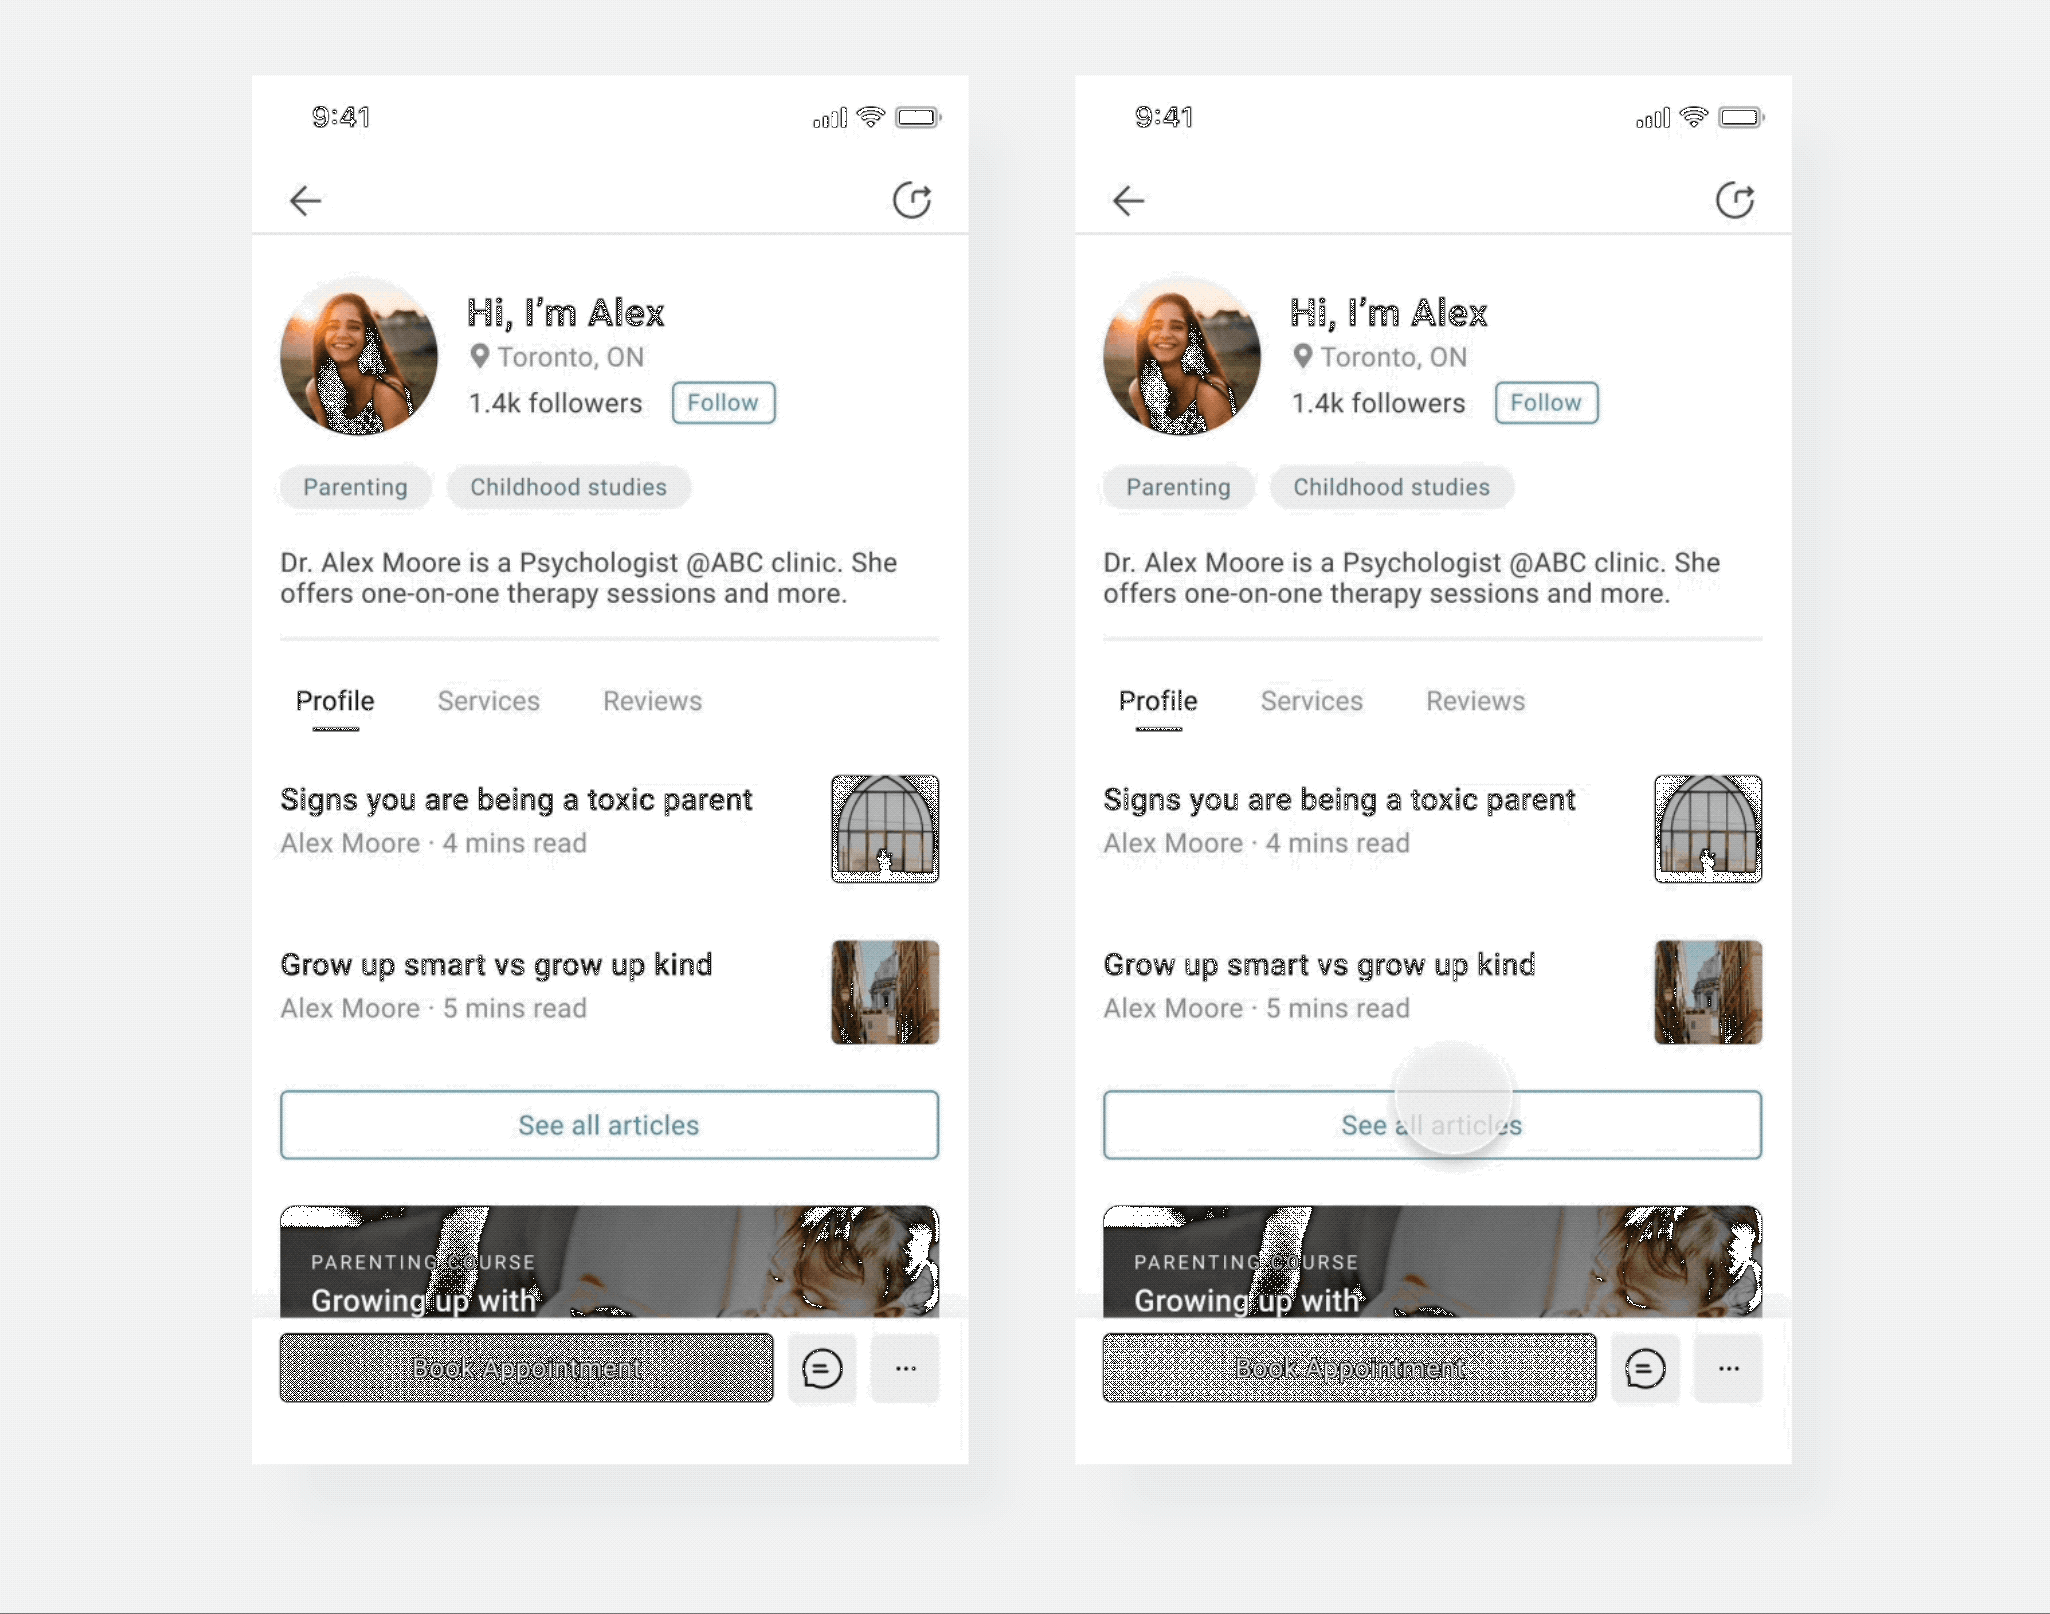 9:41
Hi, I'm Alex
Toronto, ON
1.4k followers
Follow
Parenting
Childhood studies
Dr. Alex Moore is a Psychologist @ABC clinic. She
offers one-on-one therapy sessions and more.
Profile
Services
Reviews
Signs you are being a toxic parent
Alex Moore · 4 mins read
Grow up smart vs grow up kind
Alex Moore · 5 mins read
See all articles
PARENTING COURSE
Growing up with
Book Appointment
9:41
Hi, I'm Alex
Toronto, ON
1.4k followers
Follow
Parenting
Childhood studies
Dr. Alex Moore is a Psychologist @ABC clinic. She
offers one-on-one therapy sessions and more.
Profile
Services
Reviews
Signs you are being a toxic parent
Alex Moore · 4 mins read
Grow up smart vs grow up kind
Alex Moore · 5 mins read
See all articles
PARENTING COURSE
Growing up with
Book Appointment